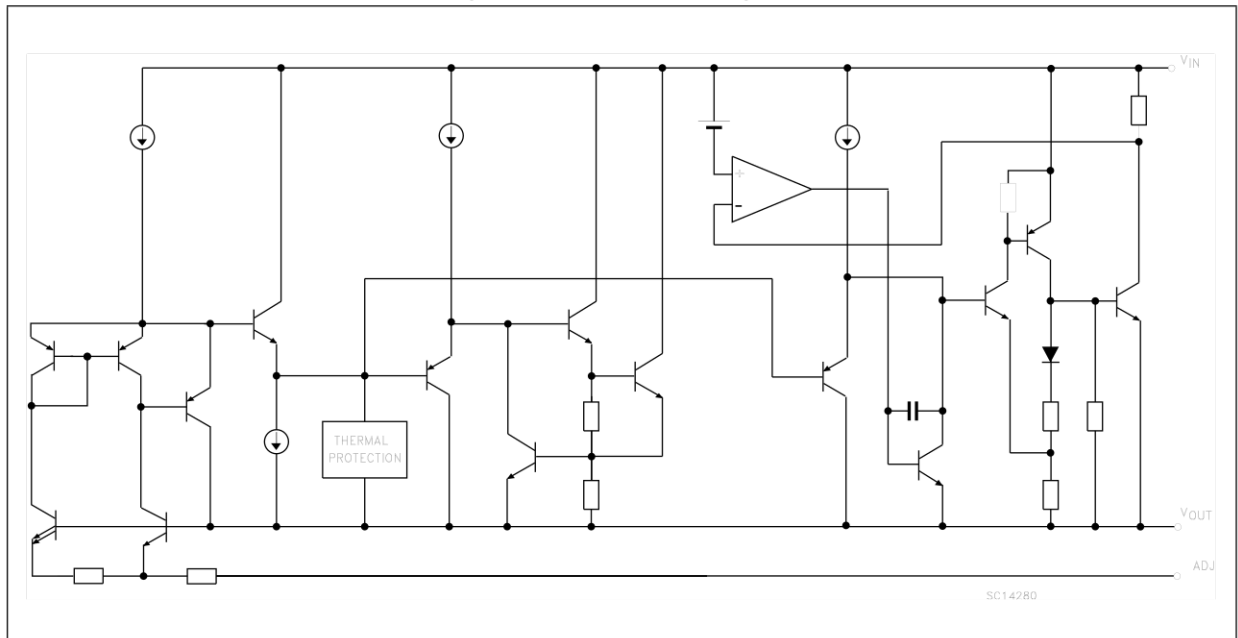 VIN
+
-
THERMAL
PROTECTION
VOUT
ADJ
SC14280